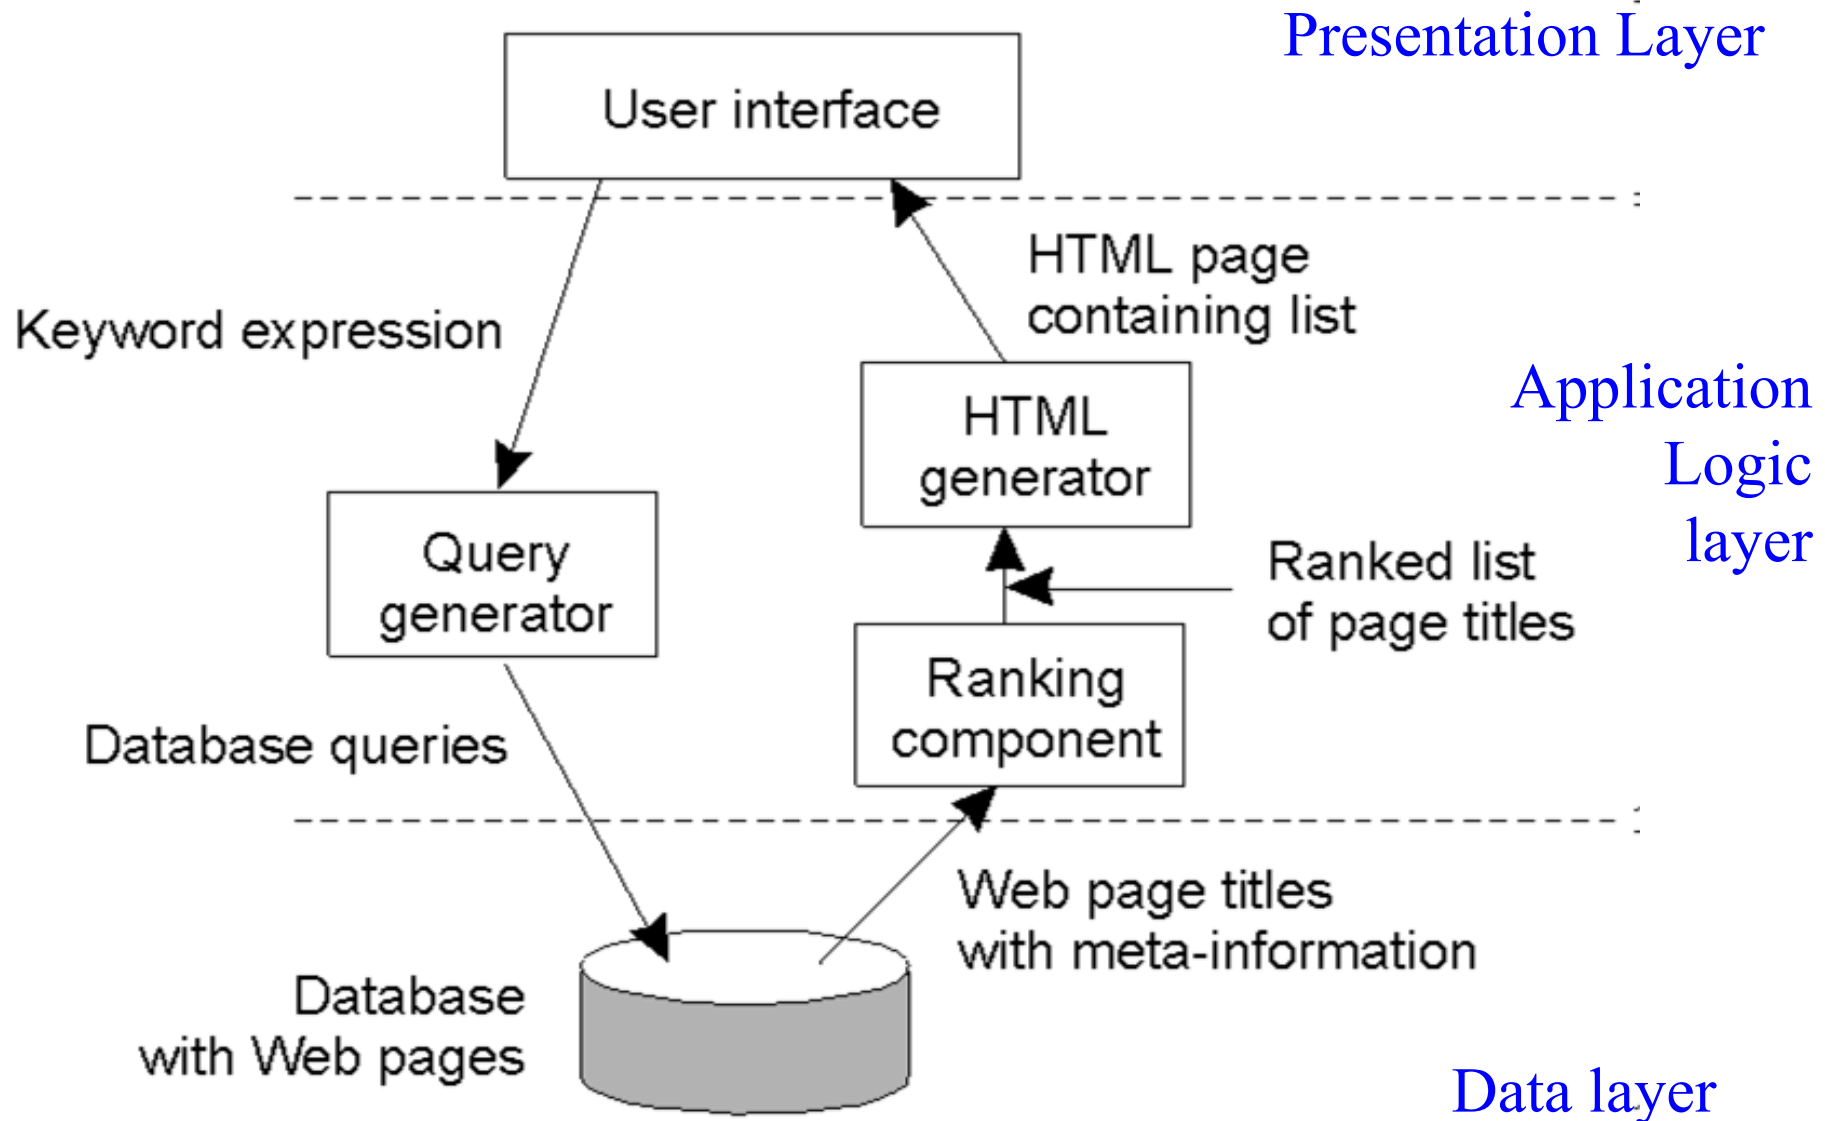 Presentation Layer
User interface
HTML page
containing list
Keyword expression
HTML
generator
Application
Logic
layer
Query
generator
Ranked list
of page titles
Ranking
component
Database queries
Web page titles
with meta-information
Database
with Web pages
Data layer